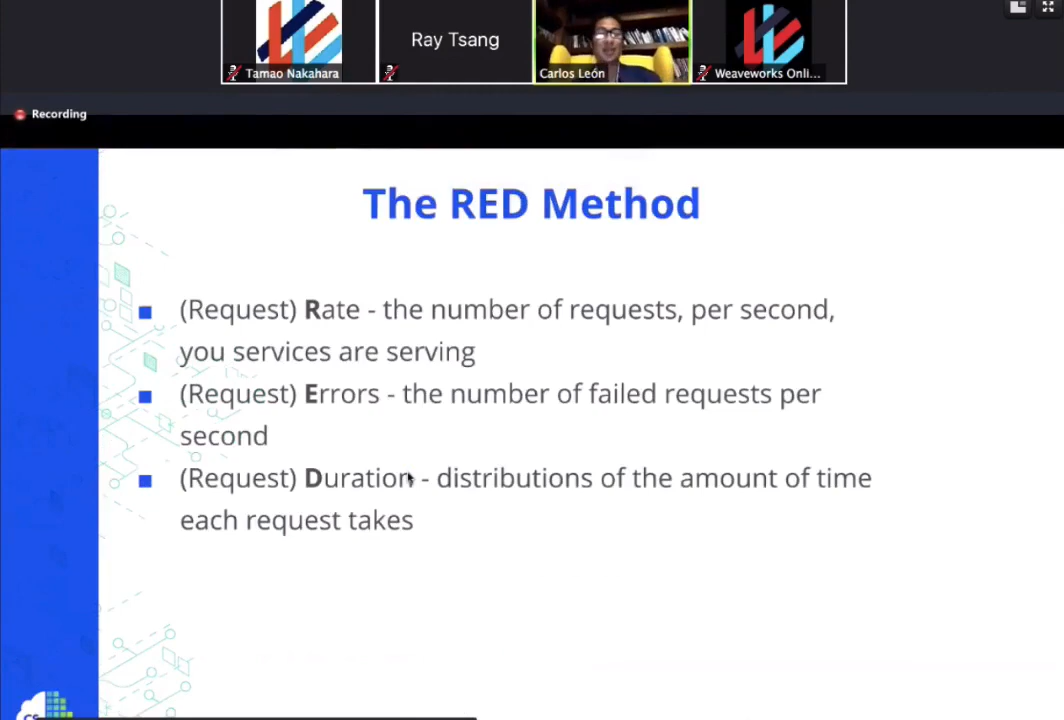 Ray Tsang
Tamao Nakahara
Carlos León
Weaveworks Onli...
Recording
The RED Method
(Request) Rate - the number of requests, per second,
you services are serving
(Request) Errors - the number of failed requests per
second
(Request) Duration - distributions of the amount of time
each request takes
CS